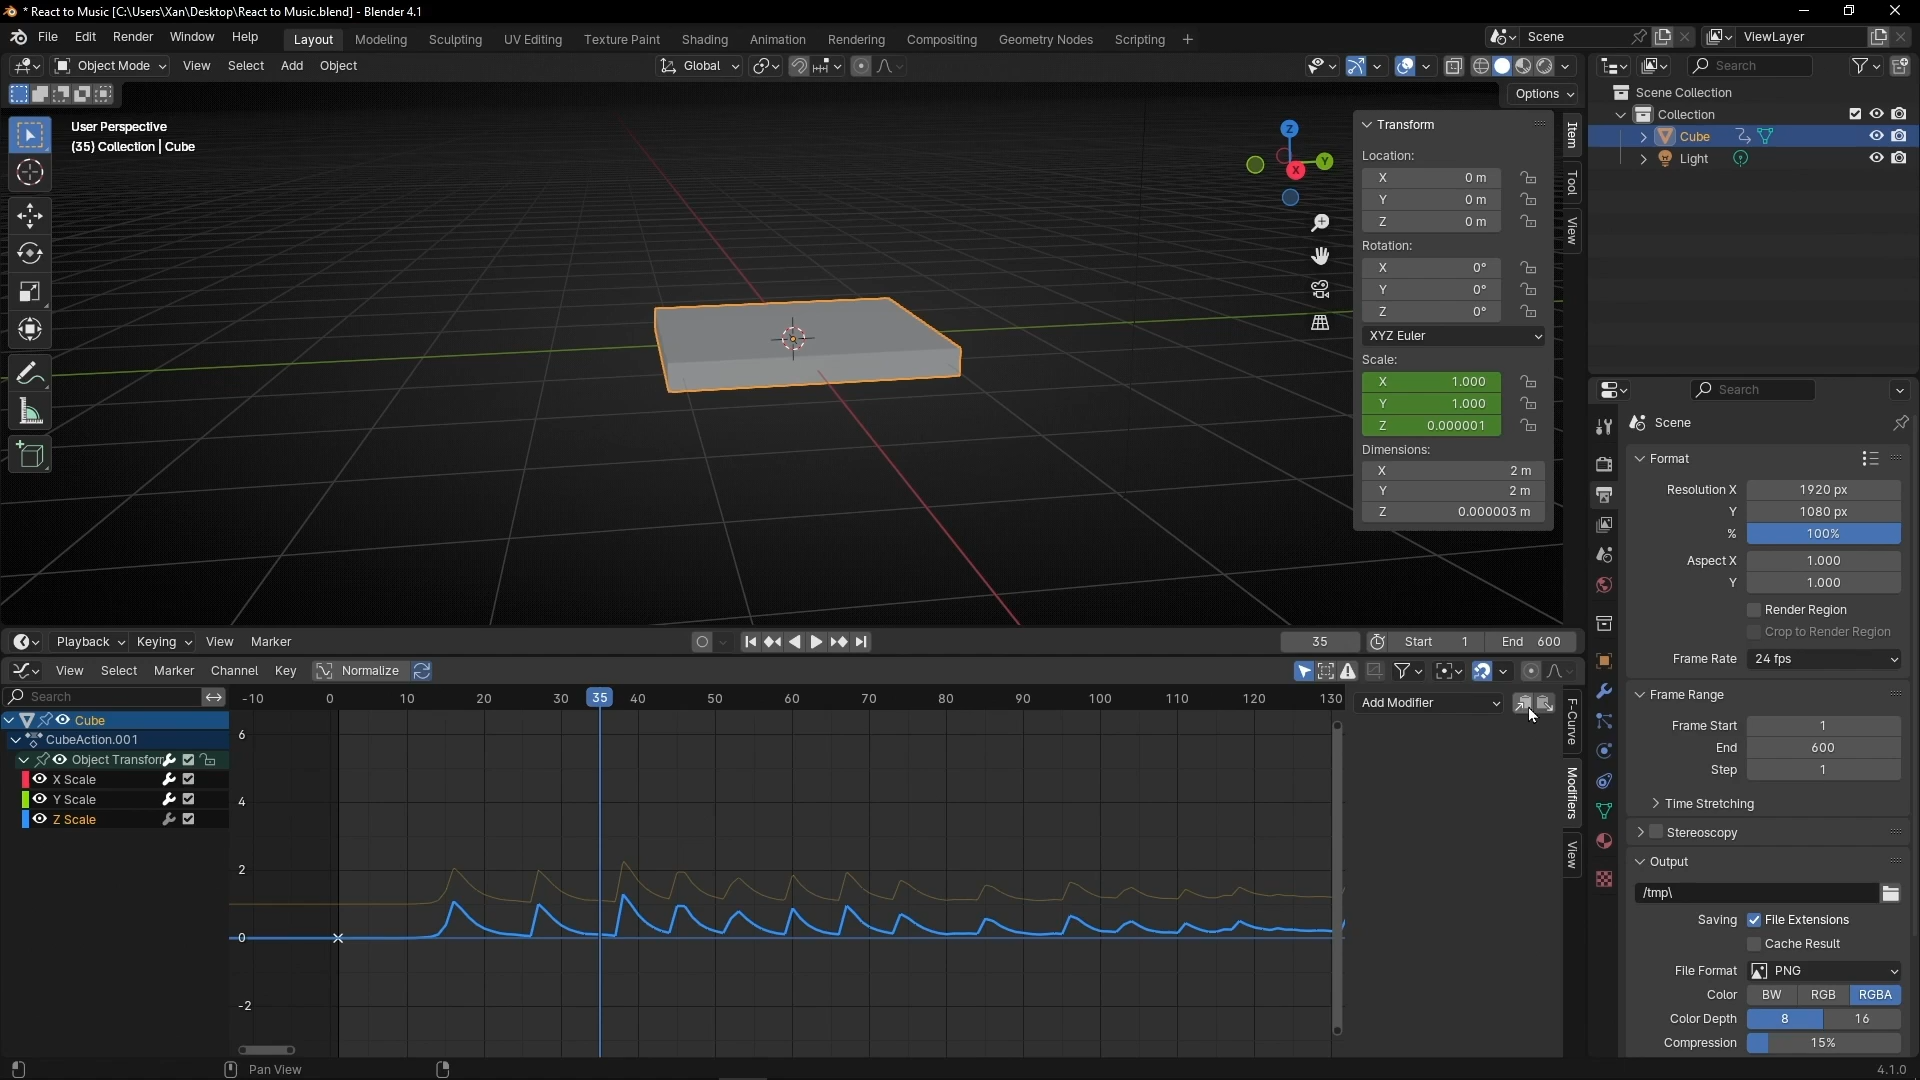 * React to Music [C:\Users\Xan\Desktop\React to Music.blend] - Blender 4.1
File Edit Render Window Help Layout Modeling Sculpting UV Editing Texture Paint Shading Animation Rendering Compositing Geometry Nodes Scripting + Scene ViewLayer
Object Mode View Select Add Object Global Search
Options
User Perspective
(35) Collection | Cube
Z
Y
X
Transform
Location:
X 0 m
Y 0 m
Z 0 m
Rotation:
X 0°
Y 0°
Z 0°
XYZ Euler
Scale:
X 1.000
Y 1.000
Z 0.000001
Dimensions:
X 2 m
Y 2 m
Z 0.000003 m
Item
Tool
View
Scene Collection
Collection
Cube
Light
Search
Scene
Format
Resolution X 1920 px
Y 1080 px
% 100%
Aspect X 1.000
Y 1.000
Render Region
Crop to Render Region
Frame Rate 24 fps
Frame Range
Frame Start 1
End 600
Step 1
Time Stretching
Stereoscopy
Output
/tmp\
Saving File Extensions
Cache Result
File Format PNG
Color BW RGB RGBA
Color Depth 8 16
Compression 15%
Playback Keying View Marker 35 Start 1 End 600
View Select Marker Channel Key Normalize
Search -10 0 10 20 30 35 40 50 60 70 80 90 100 110 120 130 Add Modifier
Cube
CubeAction.001
Object Transfor
X Scale
Y Scale
Z Scale
6
4
2
0
-2
F-Curve
Modifiers
View
Pan View 4.1.0